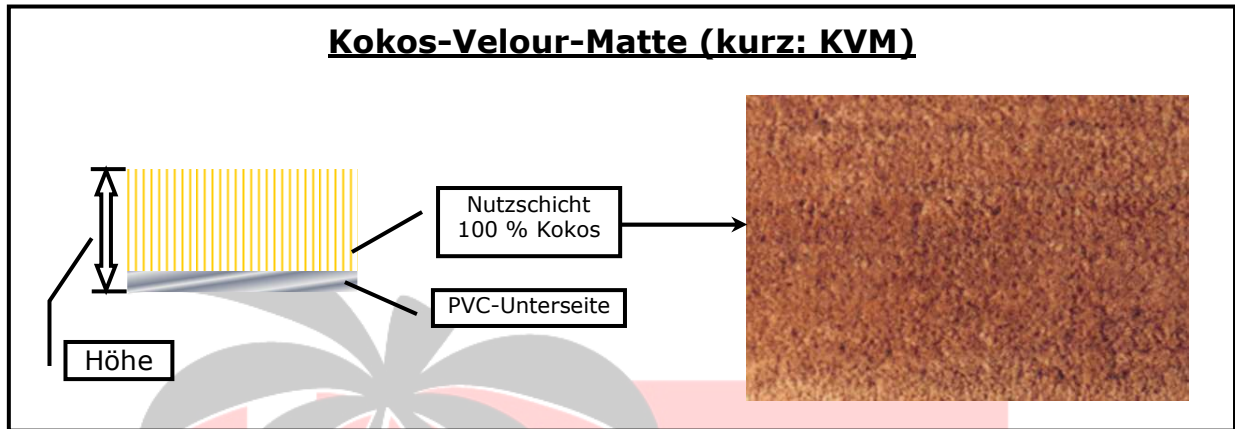 Kokos-Velour-Matte (kurz: KVM)
Nutzschicht
100 % Kokos
PVC-Unterseite
Höhe